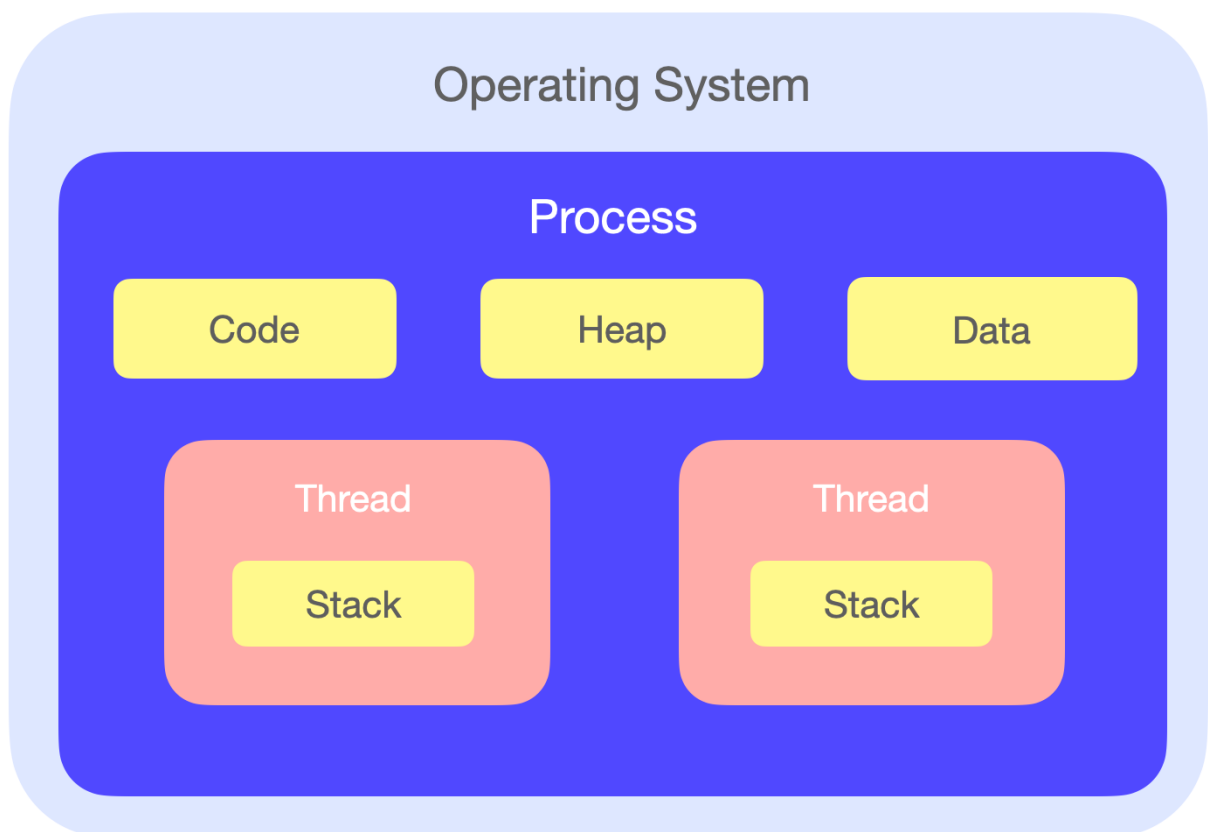 Operating System
Process
Code
Heap
Data
Thread
Thread
Stack
Stack